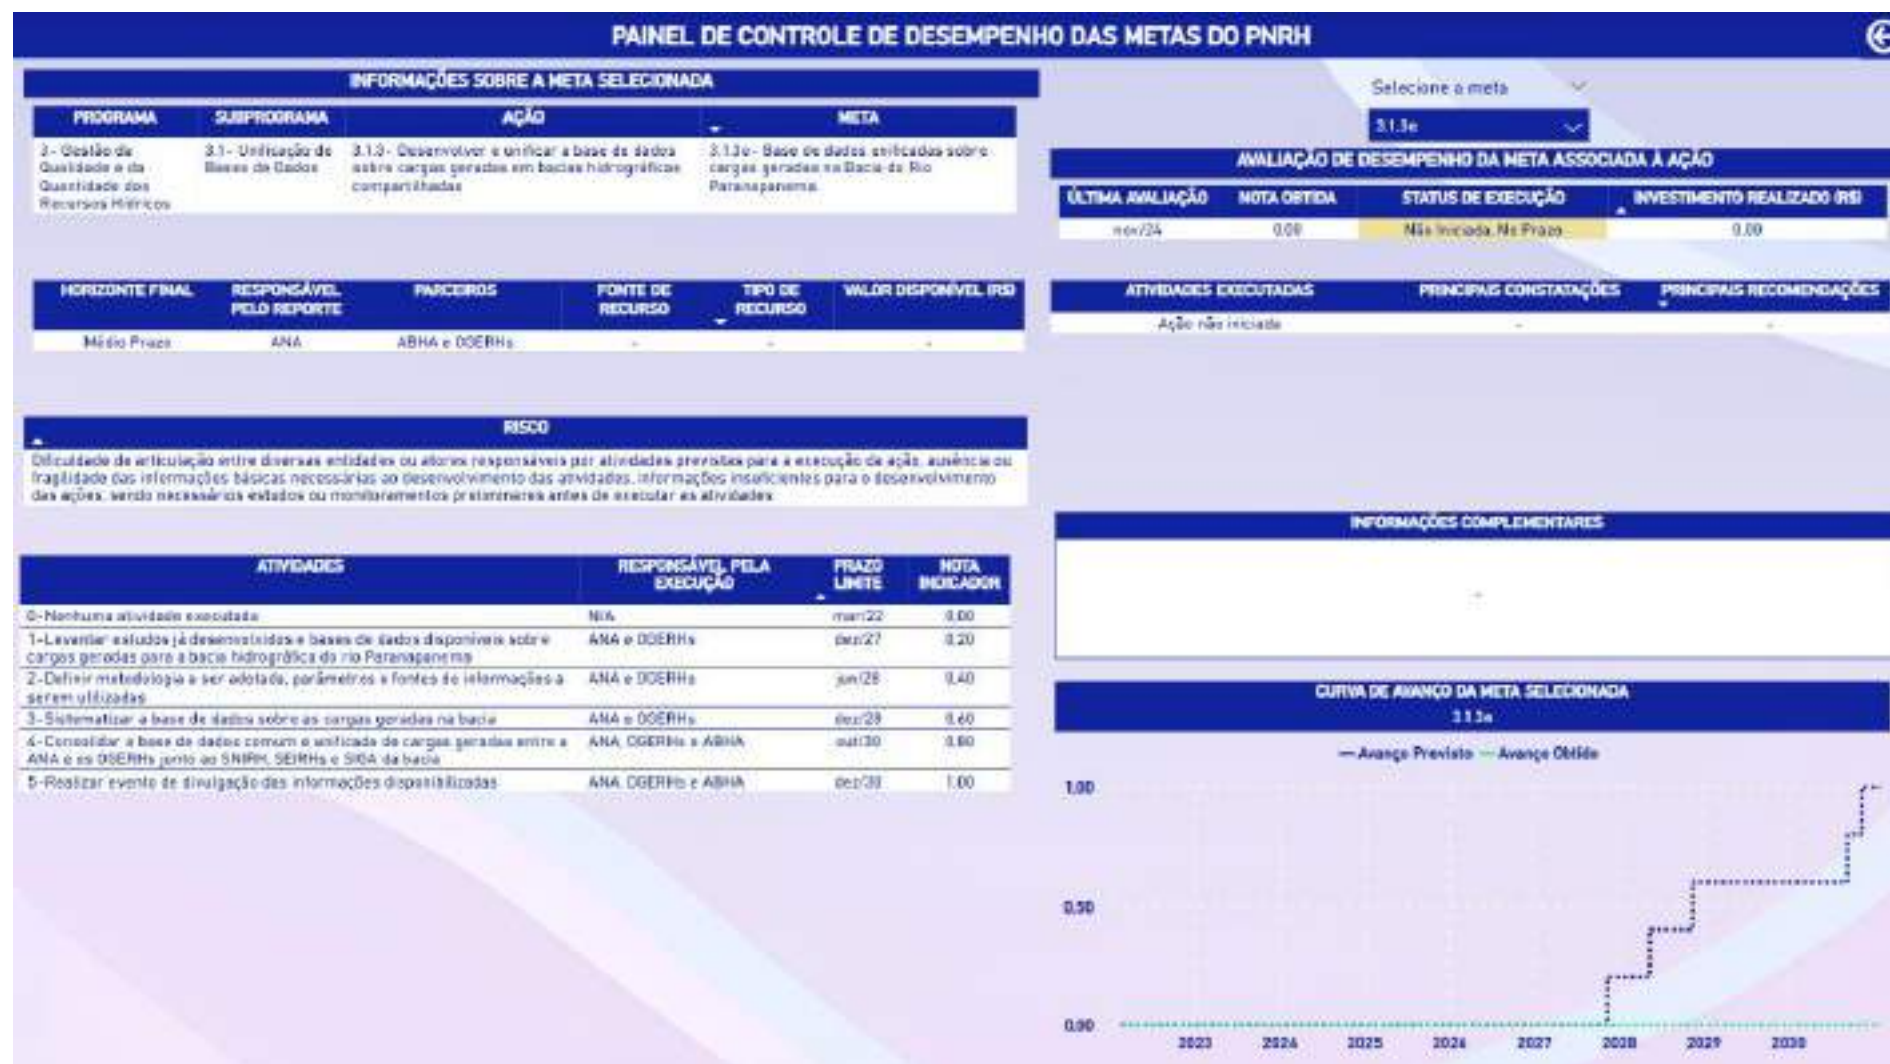 PAINEL DE CONTROLE DE DESEMPENHO DAS METAS DO PNRH
INFORMAÇÕES SOBRE A META SELECIONADA
PROGRAMA SUBPROGRAMA AÇÃO META
3- Gestão da Qualidade e da Quantidade dos Recursos Hídricos
3.1- Unificação de Bases de Dados
3.1.3- Desenvolver e unificar a base de dados sobre cargas geradas em bacias hidrográficas compartilhadas
3.1.3e- Base de dados unificadas sobre cargas geradas na Bacia do Rio Paranapanema.
HORIZONTE FINAL RESPONSÁVEL PELO REPORTE PARCEIROS FONTE DE RECURSO TIPO DE RECURSO VALOR DISPONÍVEL (R$)
Médio Prazo ANA ABHA e OGERHs - - -
RISCO
Dificuldade de articulação entre diversas entidades ou atores responsáveis por atividades previstas para a execução da ação, ausência ou
fragilidade das informações básicas necessárias ao desenvolvimento das atividades, informações insuficientes para o desenvolvimento
das ações, sendo necessários estudos ou monitoramentos preliminares antes de executar as atividades
ATIVIDADES RESPONSÁVEL PELA EXECUÇÃO PRAZO LIMITE NOTA INDICADOR
0-Nenhuma atividade executada N/A mar/22 0,00
1-Levantar estudos já desenvolvidos e bases de dados disponíveis sobre cargas geradas para a bacia hidrográfica do rio Paranapanema ANA e OGERHs dez/27 0,20
2-Definir metodologia a ser adotada, parâmetros e fontes de informações a serem utilizadas ANA e OGERHs jun/28 0,40
3-Sistematizar a base de dados sobre as cargas geradas na bacia ANA e OGERHs dez/28 0,60
4-Consolidar a base de dados comum e unificada de cargas geradas entre a ANA e os OGERHs junto ao SNIRH, SEIRHs e SIGA da bacia ANA, OGERHs e ABHA out/30 0,80
5-Realizar evento de divulgação das informações disponibilizadas ANA, OGERHs e ABHA dez/30 1,00
Selecione a meta
3.1.3e
AVALIAÇÃO DE DESEMPENHO DA META ASSOCIADA À AÇÃO
ÚLTIMA AVALIAÇÃO NOTA OBTIDA STATUS DE EXECUÇÃO INVESTIMENTO REALIZADO (R$)
nov/24 0,00 Não Iniciada, No Prazo 0,00
ATIVIDADES EXECUTADAS PRINCIPAIS CONSTATAÇÕES PRINCIPAIS RECOMENDAÇÕES
Ação não iniciada - -
INFORMAÇÕES COMPLEMENTARES
-
CURVA DE AVANÇO DA META SELECIONADA
3.1.3e
Avanço Previsto Avanço Obtido
1,00
0,50
0,00
2023 2024 2025 2026 2027 2028 2029 2030